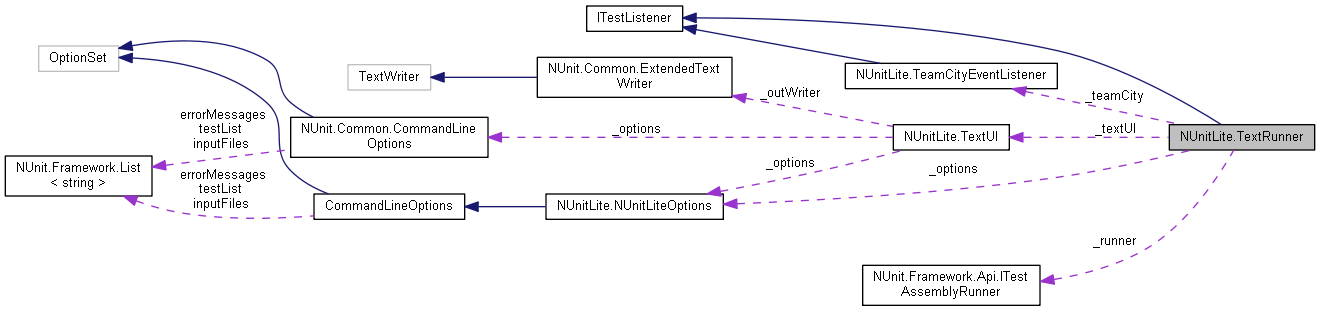 ITestListener
OptionSet
TextWriter
NUnit.Common.ExtendedText
Writer
NUnitLite.TeamCityEventListener
_outWriter
_teamCity
errorMessages
testList
inputFiles
NUnit.Common.CommandLine
Options
_options
NUnitLite.TextUI
_textUI
NUnitLite.TextRunner
NUnit.Framework.List
< string >
errorMessages
testList
inputFiles
_options
_options
CommandLineOptions
NUnitLite.NUnitLiteOptions
_runner
NUnit.Framework.Api.ITest
AssemblyRunner